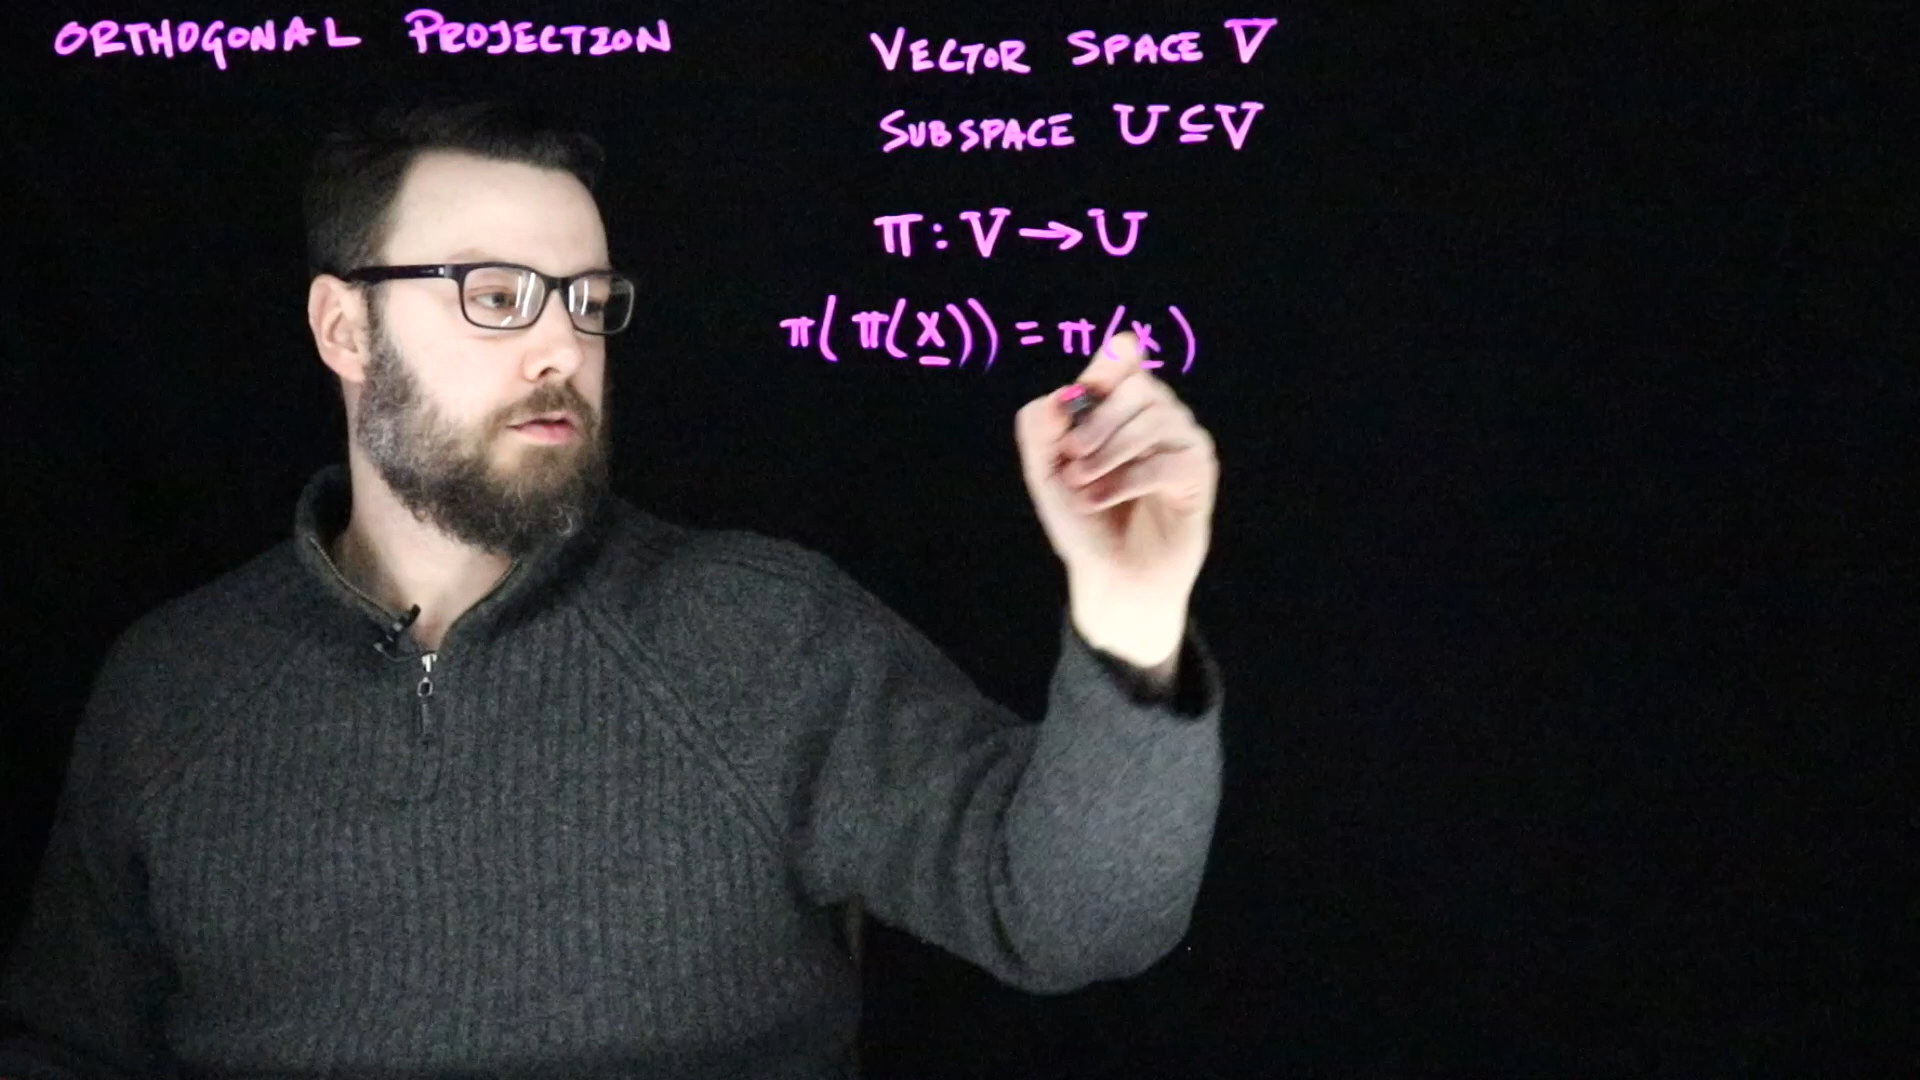 ORTHOGONAL PROJECTION
VECTOR SPACE V
SUBSPACE U ⊆ V
π : V → U
π(π(x)) = π(x)